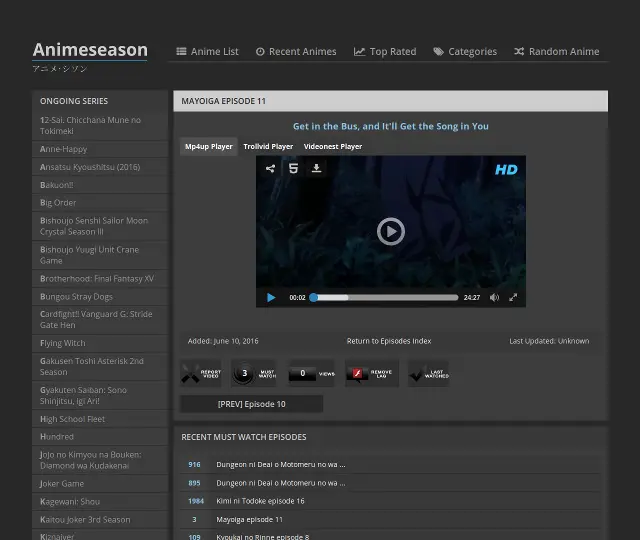 Animeseason
アニメ・シソン
Anime List
Recent Animes
Top Rated
Categories
Random Anime
ONGOING SERIES
12-Sai. Chicchana Mune no
Tokimeki
Anne-Happy
Ansatsu Kyoushitsu (2016)
Bakuon!!
Big Order
Bishoujo Senshi Sailor Moon
Crystal Season III
Bishoujo Yuugi Unit Crane
Game
Brotherhood: Final Fantasy XV
Bungou Stray Dogs
Cardfight!! Vanguard G: Stride
Gate Hen
Flying Witch
Gakusen Toshi Asterisk 2nd
Season
Gyakuten Saiban: Sono
Shinjitsu, Igi Ari!
High School Fleet
Hundred
JoJo no Kimyou na Bouken:
Diamond wa Kudakenai
Joker Game
Kagewani: Shou
Kaitou Joker 3rd Season
Kiznaiver
MAYOIGA EPISODE 11
Get in the Bus, and It'll Get the Song in You
Mp4up Player
Trollvid Player
Videonest Player
5
HD
00:02
24:27
Added: June 10, 2016
Return to Episodes Index
Last Updated: Unknown
REPORT
VIDEO
3
MUST
WATCH
0
VIEWS
REMOVE
LAG
LAST
WATCHED
[PREV] Episode 10
RECENT MUST WATCH EPISODES
916 Dungeon ni Deai o Motomeru no wa ...
895 Dungeon ni Deai o Motomeru no wa ...
1984 Kimi ni Todoke episode 16
3 Mayoiga episode 11
109 Kyoukai no Rinne episode 8